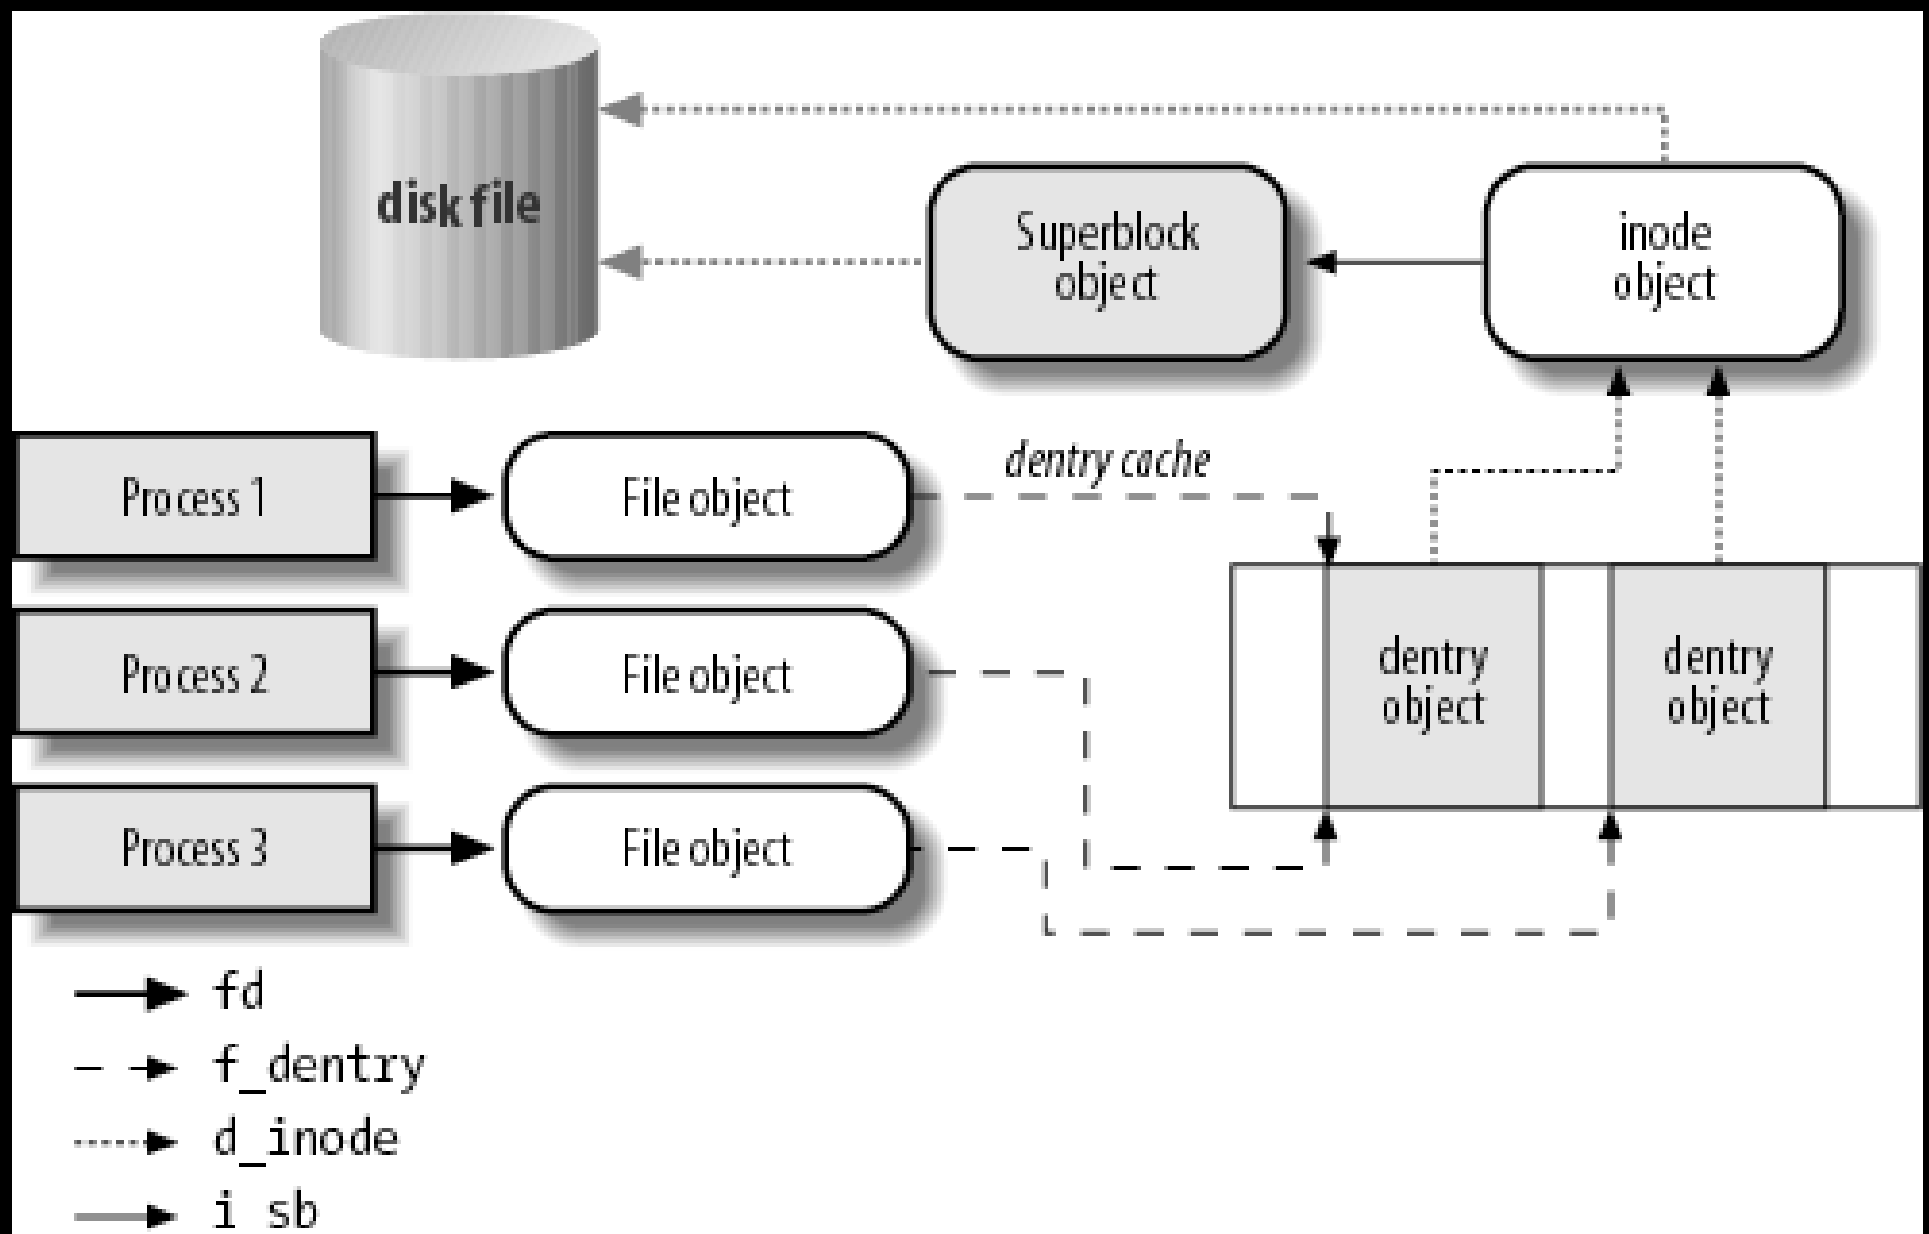 disk file
Superblock
object
inode
object
Process 1
File object
dentry cache
Process 2
File object
dentry
object
dentry
object
Process 3
File object
fd
f_dentry
d_inode
i sb